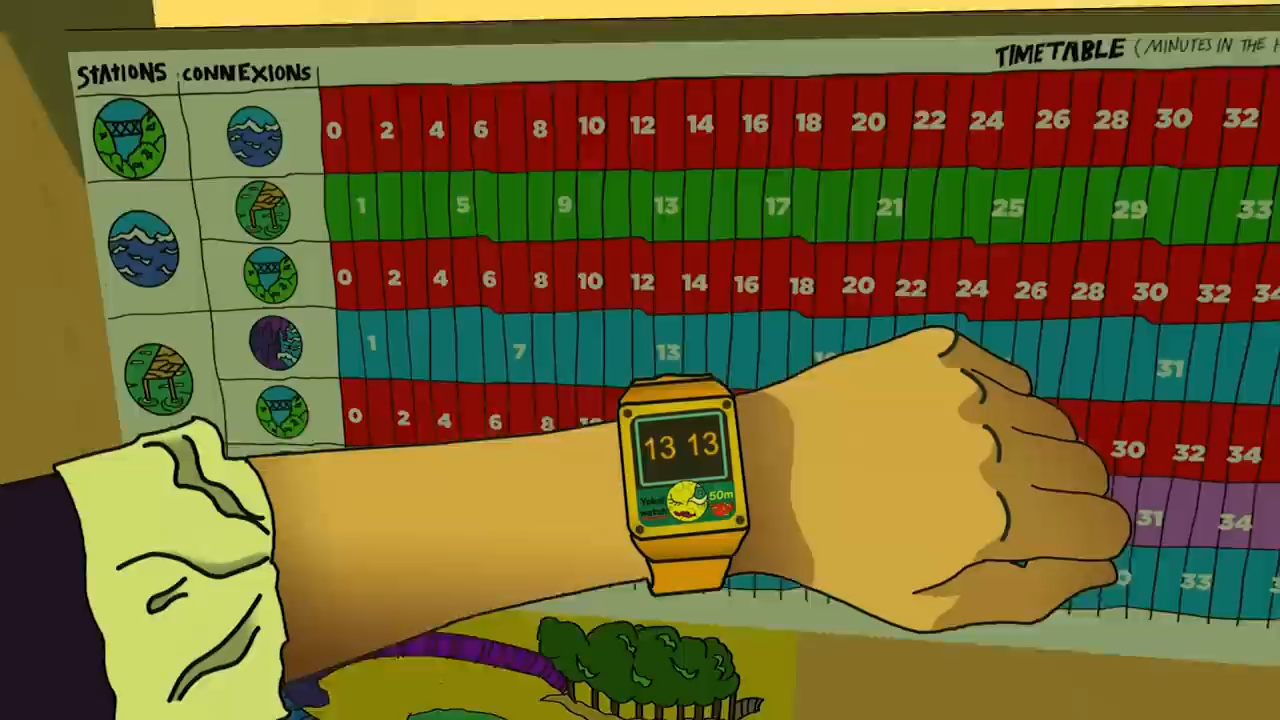 STATIONS CONNEXIONS
TIMETABLE (MINUTES IN THE
0 2 4 6 8 10 12 14 16 18 20 22 24 26 28 30 32
1 5 9 13 17 21 25 29 33
0 2 4 6 8 10 12 14 16 18 20 22 24 26 28 30 32 34
1 7 13 31
0 2 4 6 8 30 32 34
13 13
50m
watch
31 34
33